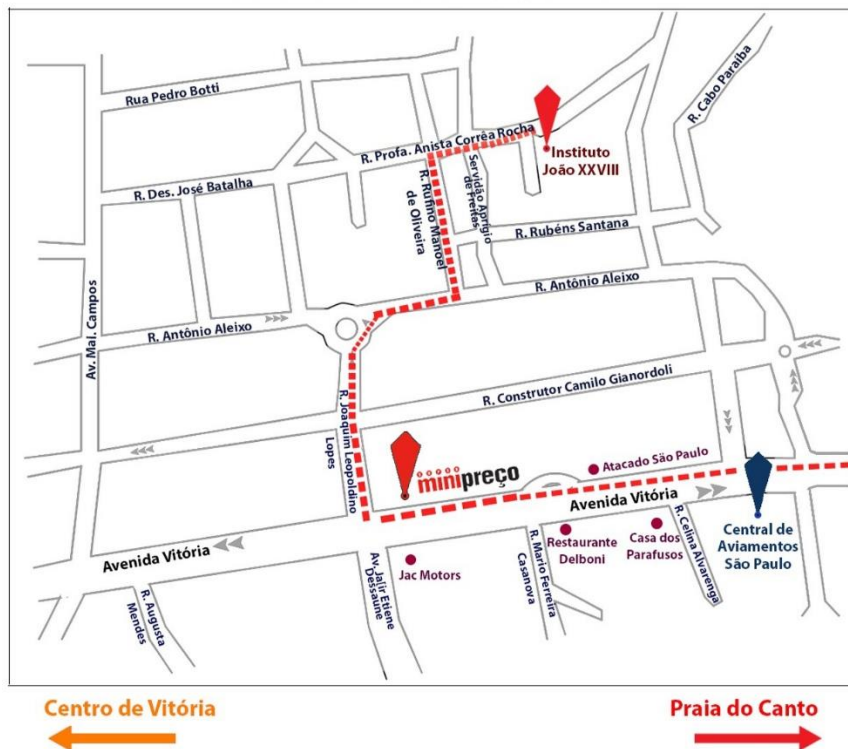 Rua Pedro Botti
R. Cabo Paraíba
R. Profa. Anista Corrêa Rocha
Instituto
João XXVIII
R. Des. José Batalha
R. Rufino Manoel
de Oliveira
Servidão Aprigio
de Freitas
R. Rubéns Santana
R. Antônio Aleixo
R. Antônio Aleixo
Av. Mal. Campos
R. Construtor Camilo Gianordoli
R. Joaquim Leopoldino
Lopes
minipreço
Atacado São Paulo
Avenida Vitória
Avenida Vitória
Central de
Aviamentos
São Paulo
Restaurante
Delboni
Casa dos
Parafusos
R. Celina Alvarenga
Jac Motors
R. Mario Ferreira
Casanova
Av. Jair Etiene
Dessaune
R. Augusta
Mendes
Centro de Vitória
Praia do Canto